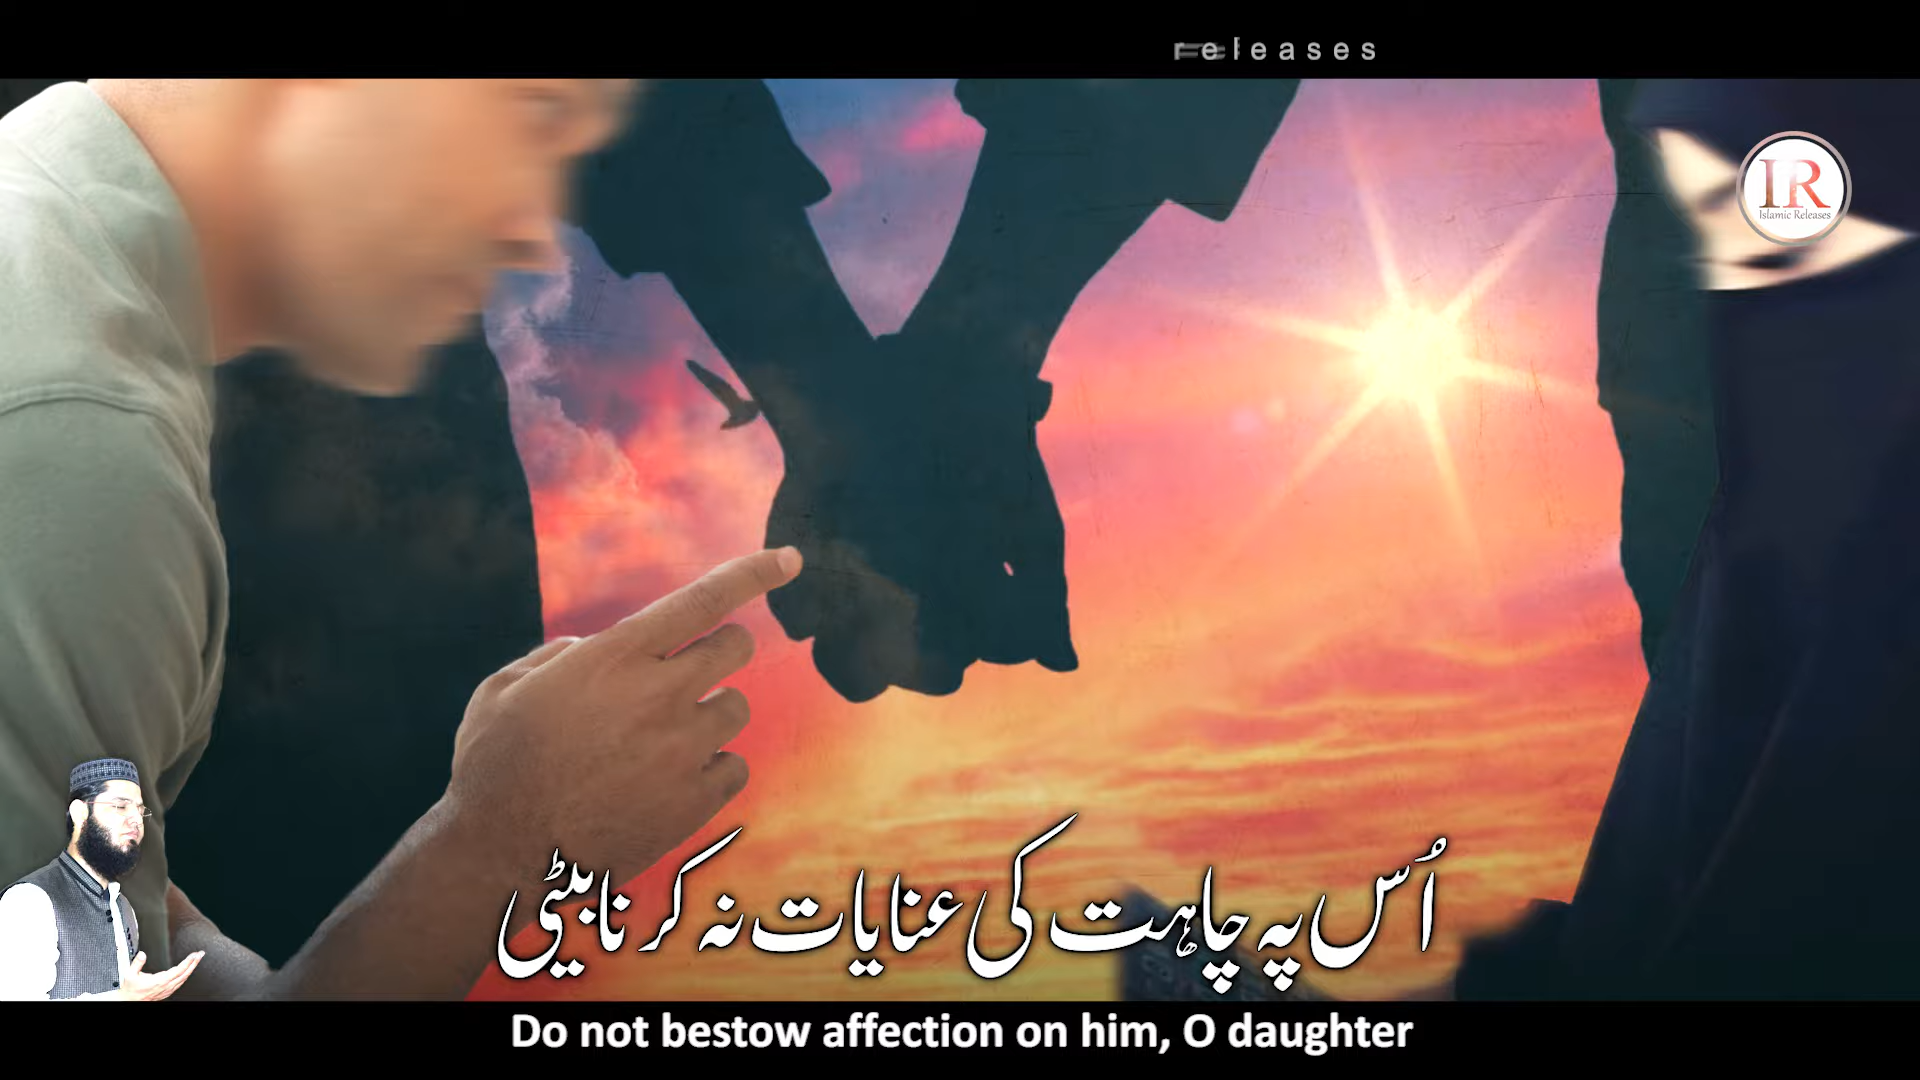 releases
IR
Islamic Releases
اُس پہ چاہت کی عنایات نہ کرنا بیٹی
Do not bestow affection on him, O daughter